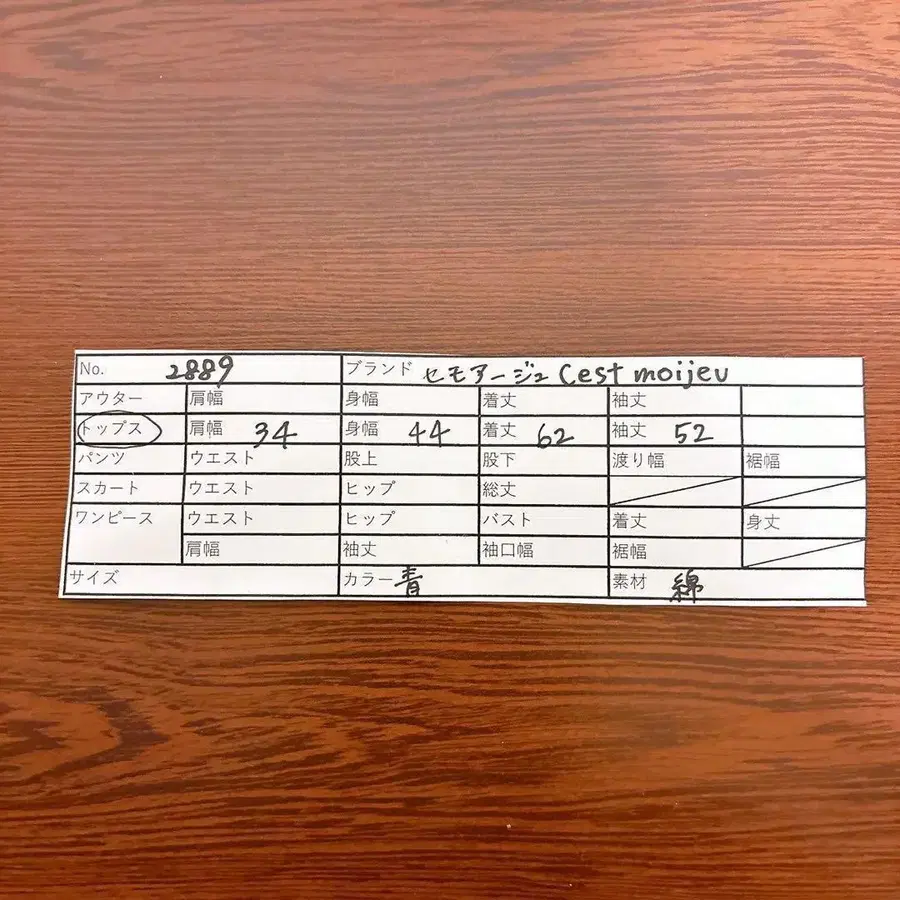 No. 2889 ブランド セモアージュ Cest moijeu
アウター 肩幅 身幅 着丈 袖丈
トップス 肩幅 34 身幅 44 着丈 62 袖丈 52
パンツ ウエスト 股上 股下 渡り幅 裾幅
スカート ウエスト ヒップ 総丈
ワンピース ウエスト ヒップ バスト 着丈 身丈
肩幅 袖丈 袖口幅 裾幅
サイズ カラー 青 素材 綿